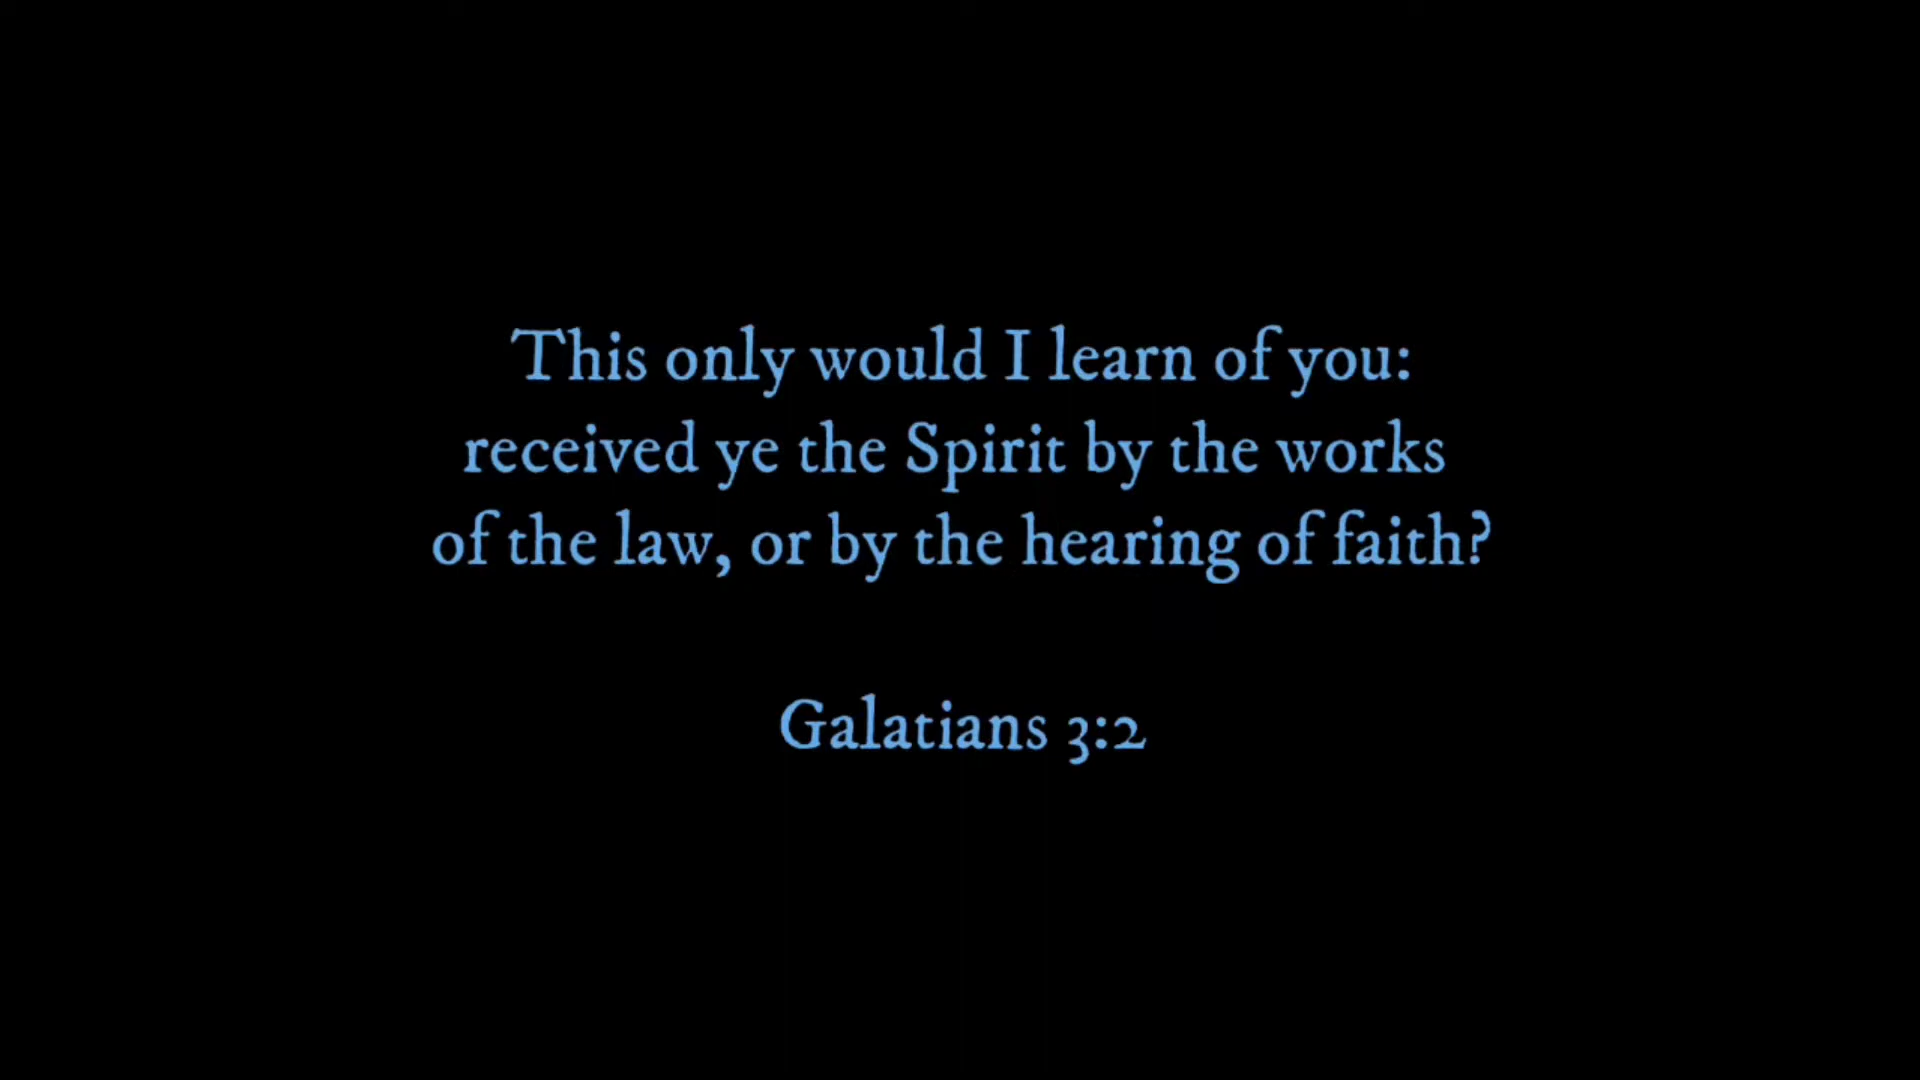 This only would I learn of you:
received ye the Spirit by the works
of the law, or by the hearing of faith?
Galatians 3:2